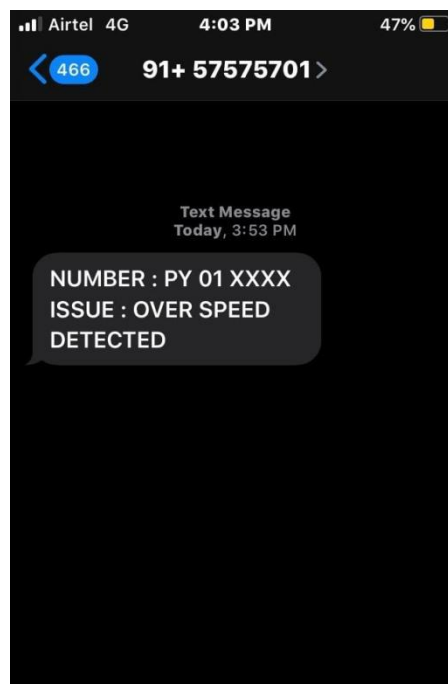 Airtel 4G 4:03 PM 47%
466 91+ 57575701 >
Text Message
Today, 3:53 PM
NUMBER : PY 01 XXXX
ISSUE : OVER SPEED
DETECTED